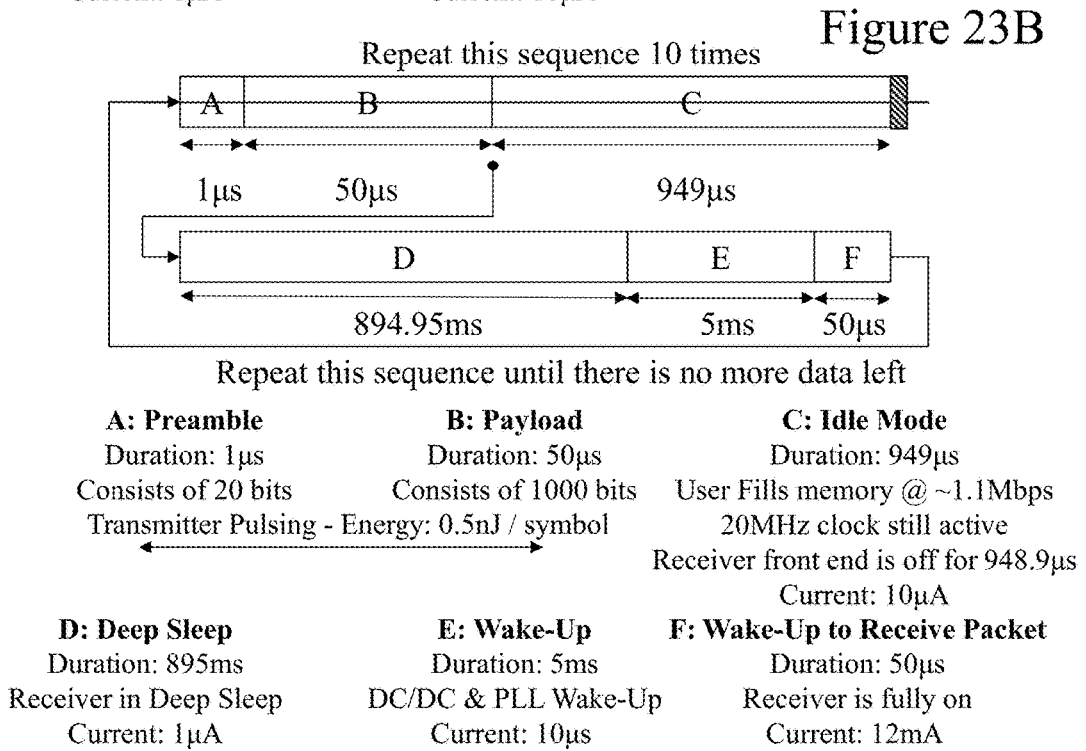 Figure 23B
Repeat this sequence 10 times
A B C
1μs 50μs 949μs
D E F
894.95ms 5ms 50μs
Repeat this sequence until there is no more data left
A: Preamble B: Payload C: Idle Mode
Duration: 1μs Duration: 50μs Duration: 949μs
Consists of 20 bits Consists of 1000 bits User Fills memory @ ~1.1Mbps
Transmitter Pulsing - Energy: 0.5nJ / symbol 20MHz clock still active
Receiver front end is off for 948.9μs
Current: 10μA
D: Deep Sleep E: Wake-Up F: Wake-Up to Receive Packet
Duration: 895ms Duration: 5ms Duration: 50μs
Receiver in Deep Sleep DC/DC & PLL Wake-Up Receiver is fully on
Current: 1μA Current: 10μs Current: 12mA